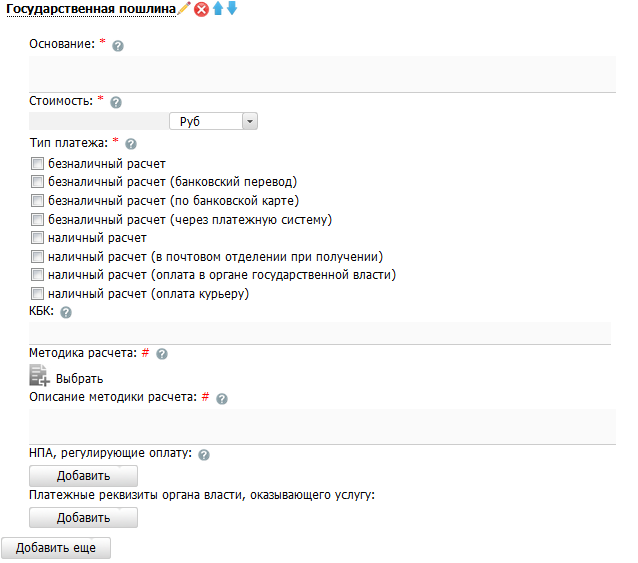 Государственная пошлина
Основание: *
Стоимость: *
Руб
Тип платежа: *
безналичный расчет
безналичный расчет (банковский перевод)
безналичный расчет (по банковской карте)
безналичный расчет (через платежную систему)
наличный расчет
наличный расчет (в почтовом отделении при получении)
наличный расчет (оплата в органе государственной власти)
наличный расчет (оплата курьеру)
КБК:
Методика расчета: #
Выбрать
Описание методики расчета: #
НПА, регулирующие оплату:
Добавить
Платежные реквизиты органа власти, оказывающего услугу:
Добавить
Добавить еще